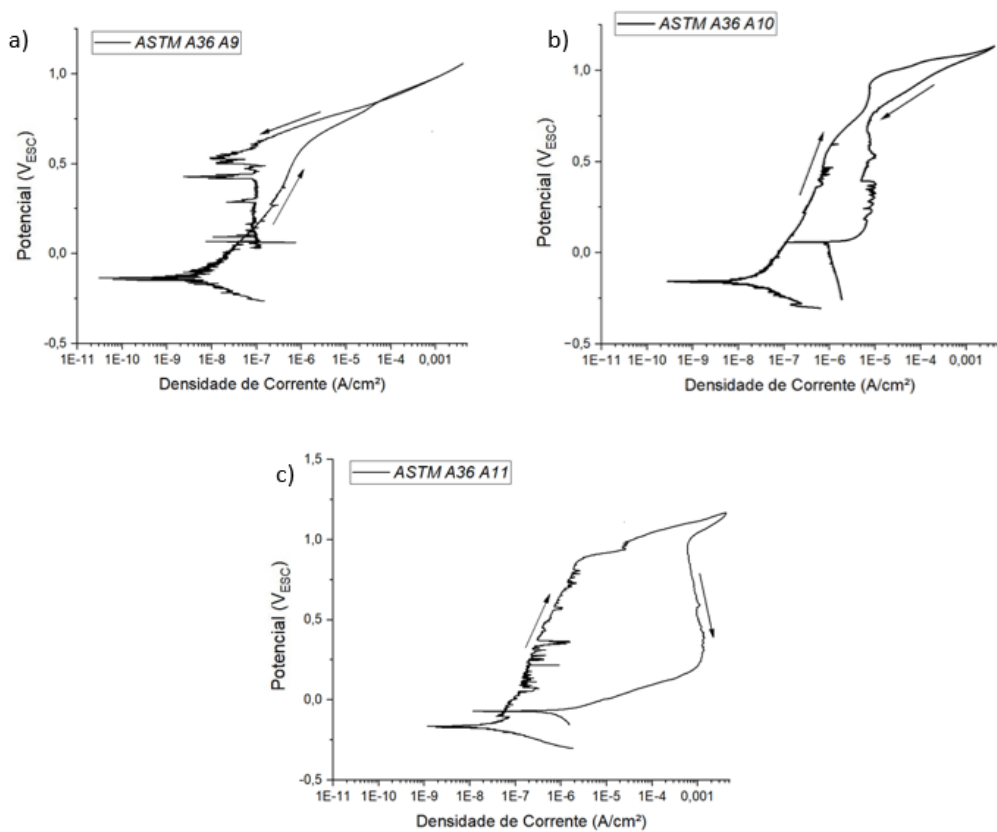 a)
ASTM A36 A9
1,0
0,5
0,0
-0,5
Potencial (V_ESC)
1E-11 1E-10 1E-9 1E-8 1E-7 1E-6 1E-5 1E-4 0,001
Densidade de Corrente (A/cm²)
b)
ASTM A36 A10
1,0
0,5
0,0
−0,5
Potencial (V_ESC)
1E-11 1E-10 1E-9 1E-8 1E-7 1E-6 1E-5 1E-4 0,001
Densidade de Corrente (A/cm²)
c)
ASTM A36 A11
1,5
1,0
0,5
0,0
-0,5
Potencial (V_ESC)
1E-11 1E-10 1E-9 1E-8 1E-7 1E-6 1E-5 1E-4 0,001
Densidade de Corrente (A/cm²)